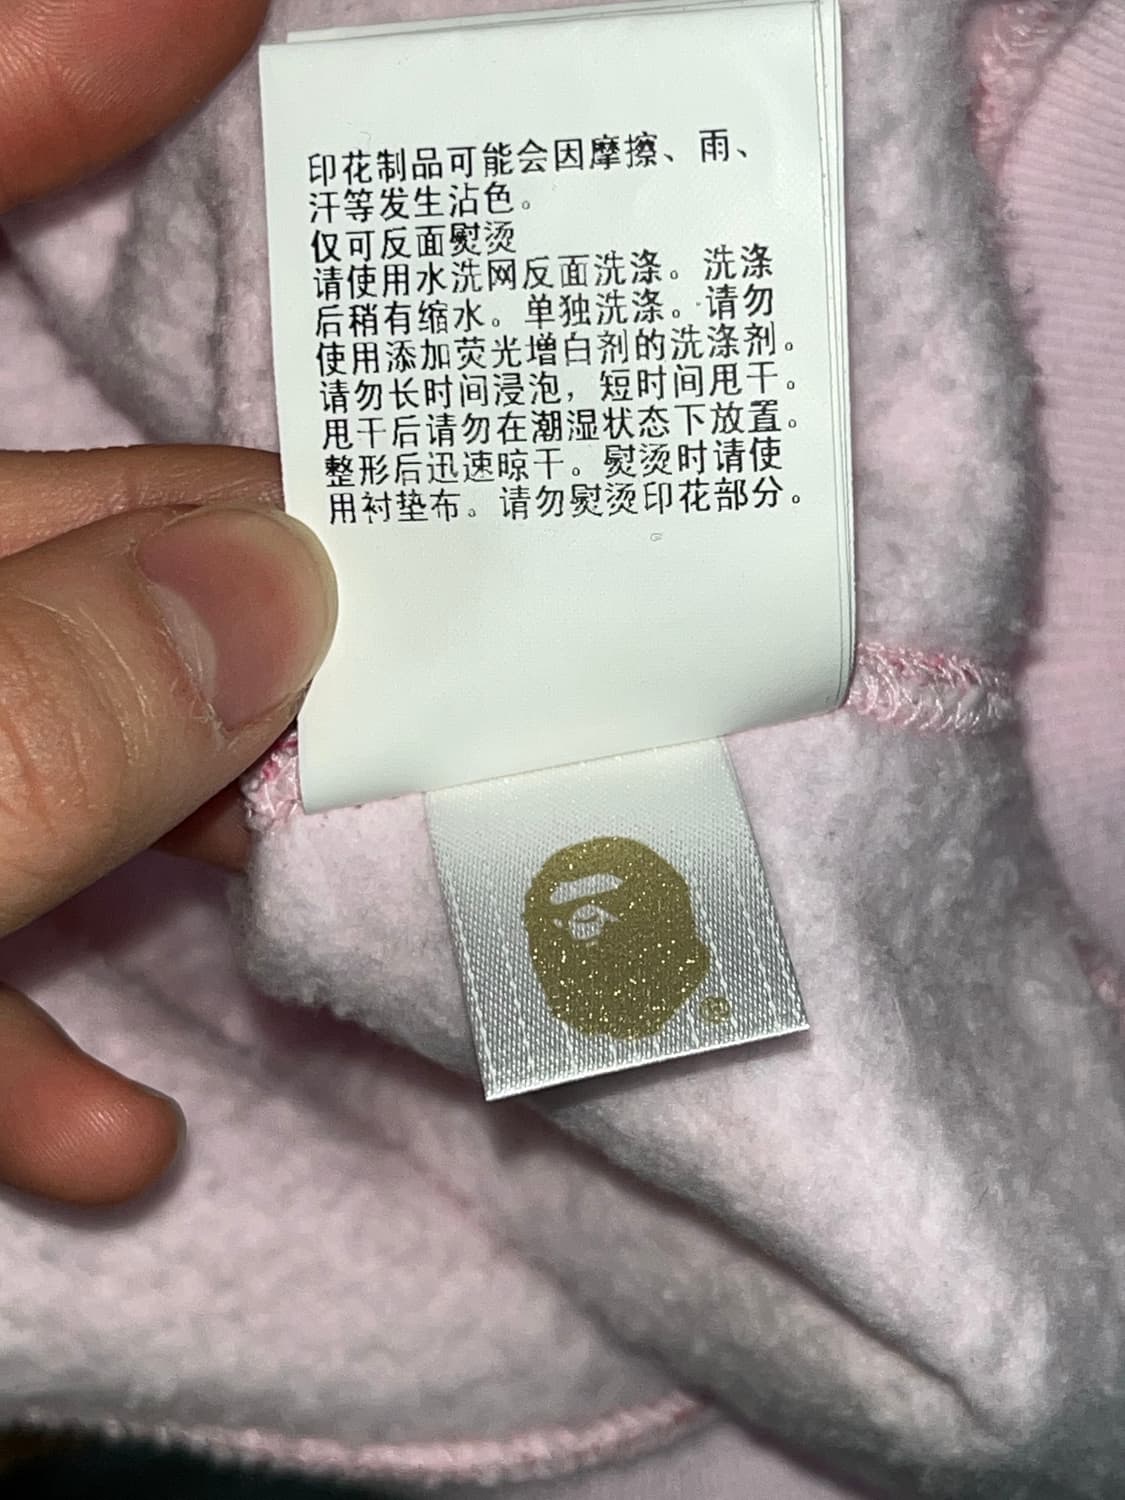 印花制品可能会因摩擦、雨、
汗等发生沾色。
仅可反面熨烫
请使用水洗网反面洗涤。洗涤
后稍有缩水。单独洗涤。请勿
使用添加荧光增白剂的洗涤剂。
请勿长时间浸泡，短时间甩干。
甩干后请勿在潮湿状态下放置。
整形后迅速晾干。熨烫时请使
用衬垫布。请勿熨烫印花部分。
G
®